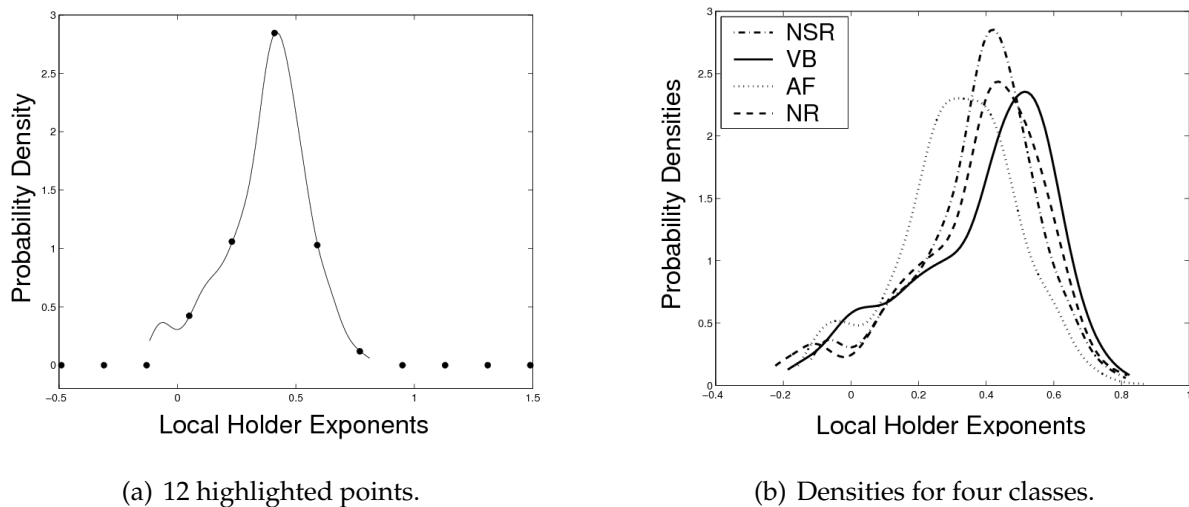 3
2.5
2
1.5
1
0.5
0
−0.5
0
0.5
1
1.5
Probability Density
Local Holder Exponents
(a) 12 highlighted points.
NSR
VB
AF
NR
3
2.5
2
1.5
1
0.5
0
−0.4
−0.2
0
0.2
0.4
0.6
0.8
1
Probability Densities
Local Holder Exponents
(b) Densities for four classes.